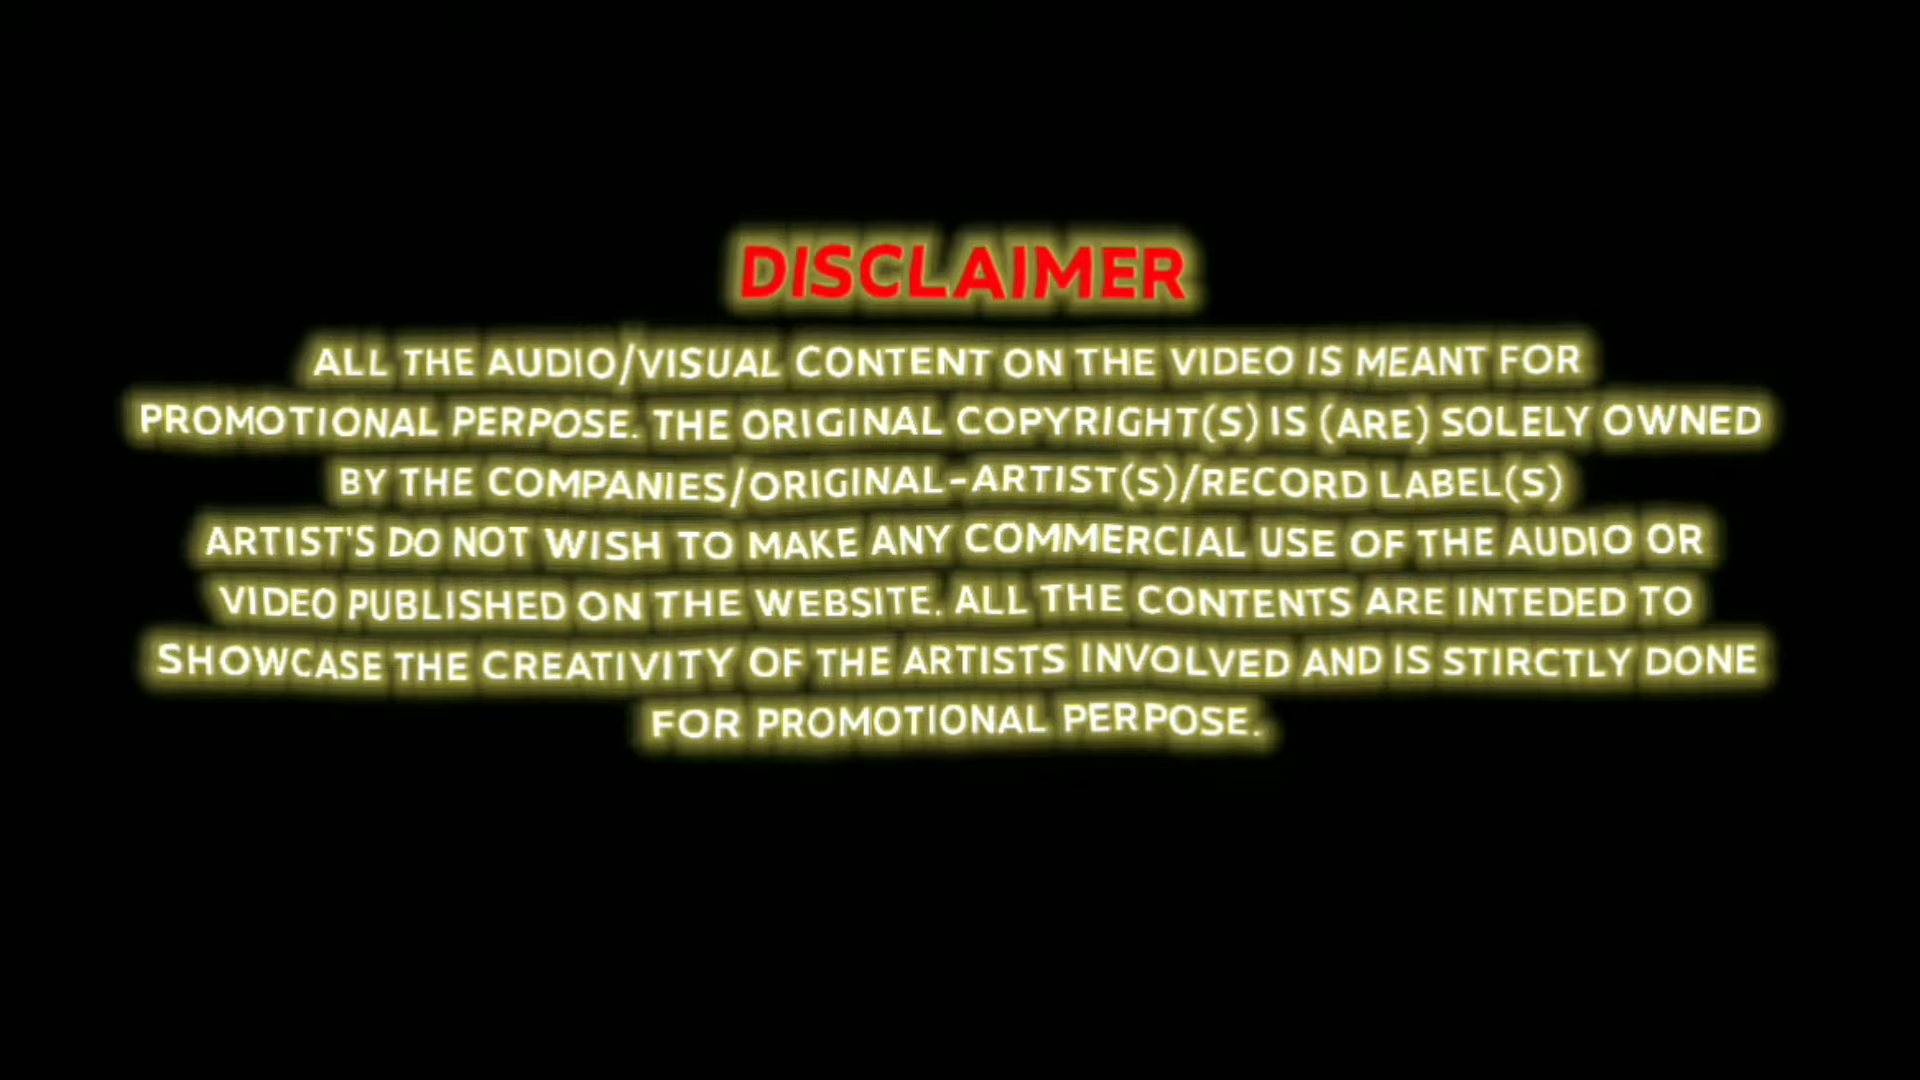 DISCLAIMER
ALL THE AUDIO/VISUAL CONTENT ON THE VIDEO IS MEANT FOR
PROMOTIONAL PERPOSE. THE ORIGINAL COPYRIGHT(S) IS (ARE) SOLELY OWNED
BY THE COMPANIES/ORIGINAL-ARTIST(S)/RECORD LABEL(S)
ARTIST'S DO NOT WISH TO MAKE ANY COMMERCIAL USE OF THE AUDIO OR
VIDEO PUBLISHED ON THE WEBSITE. ALL THE CONTENTS ARE INTEDED TO
SHOWCASE THE CREATIVITY OF THE ARTISTS INVOLVED AND IS STIRCTLY DONE
FOR PROMOTIONAL PERPOSE.